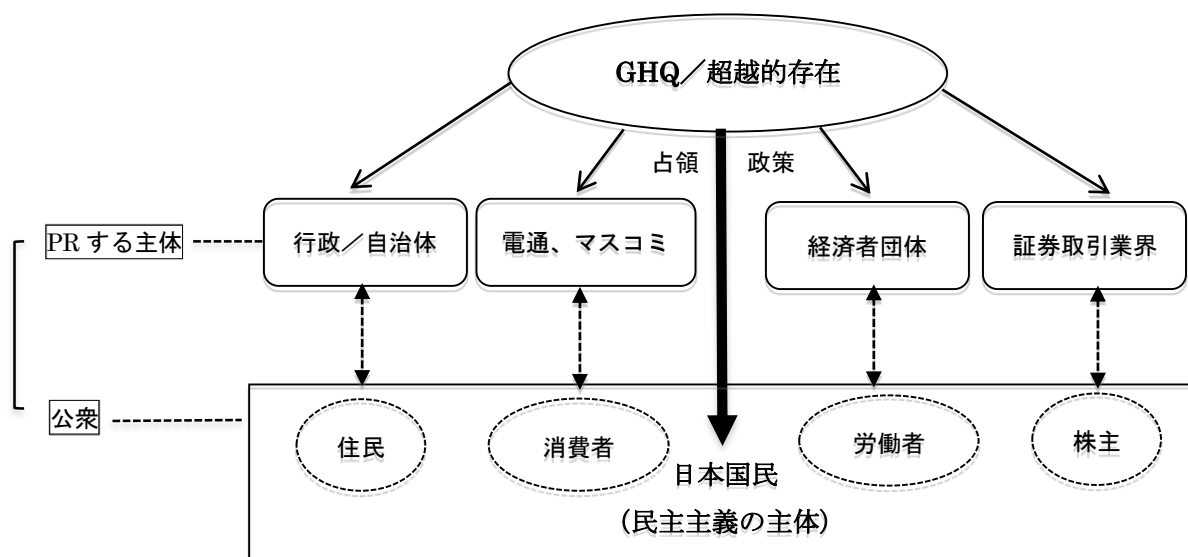 GHQ／超越的存在
占領 政策
PR する主体
行政／自治体
電通、マスコミ
経済者団体
証券取引業界
公衆
住民
消費者
労働者
株主
日本国民
（民主主義の主体）